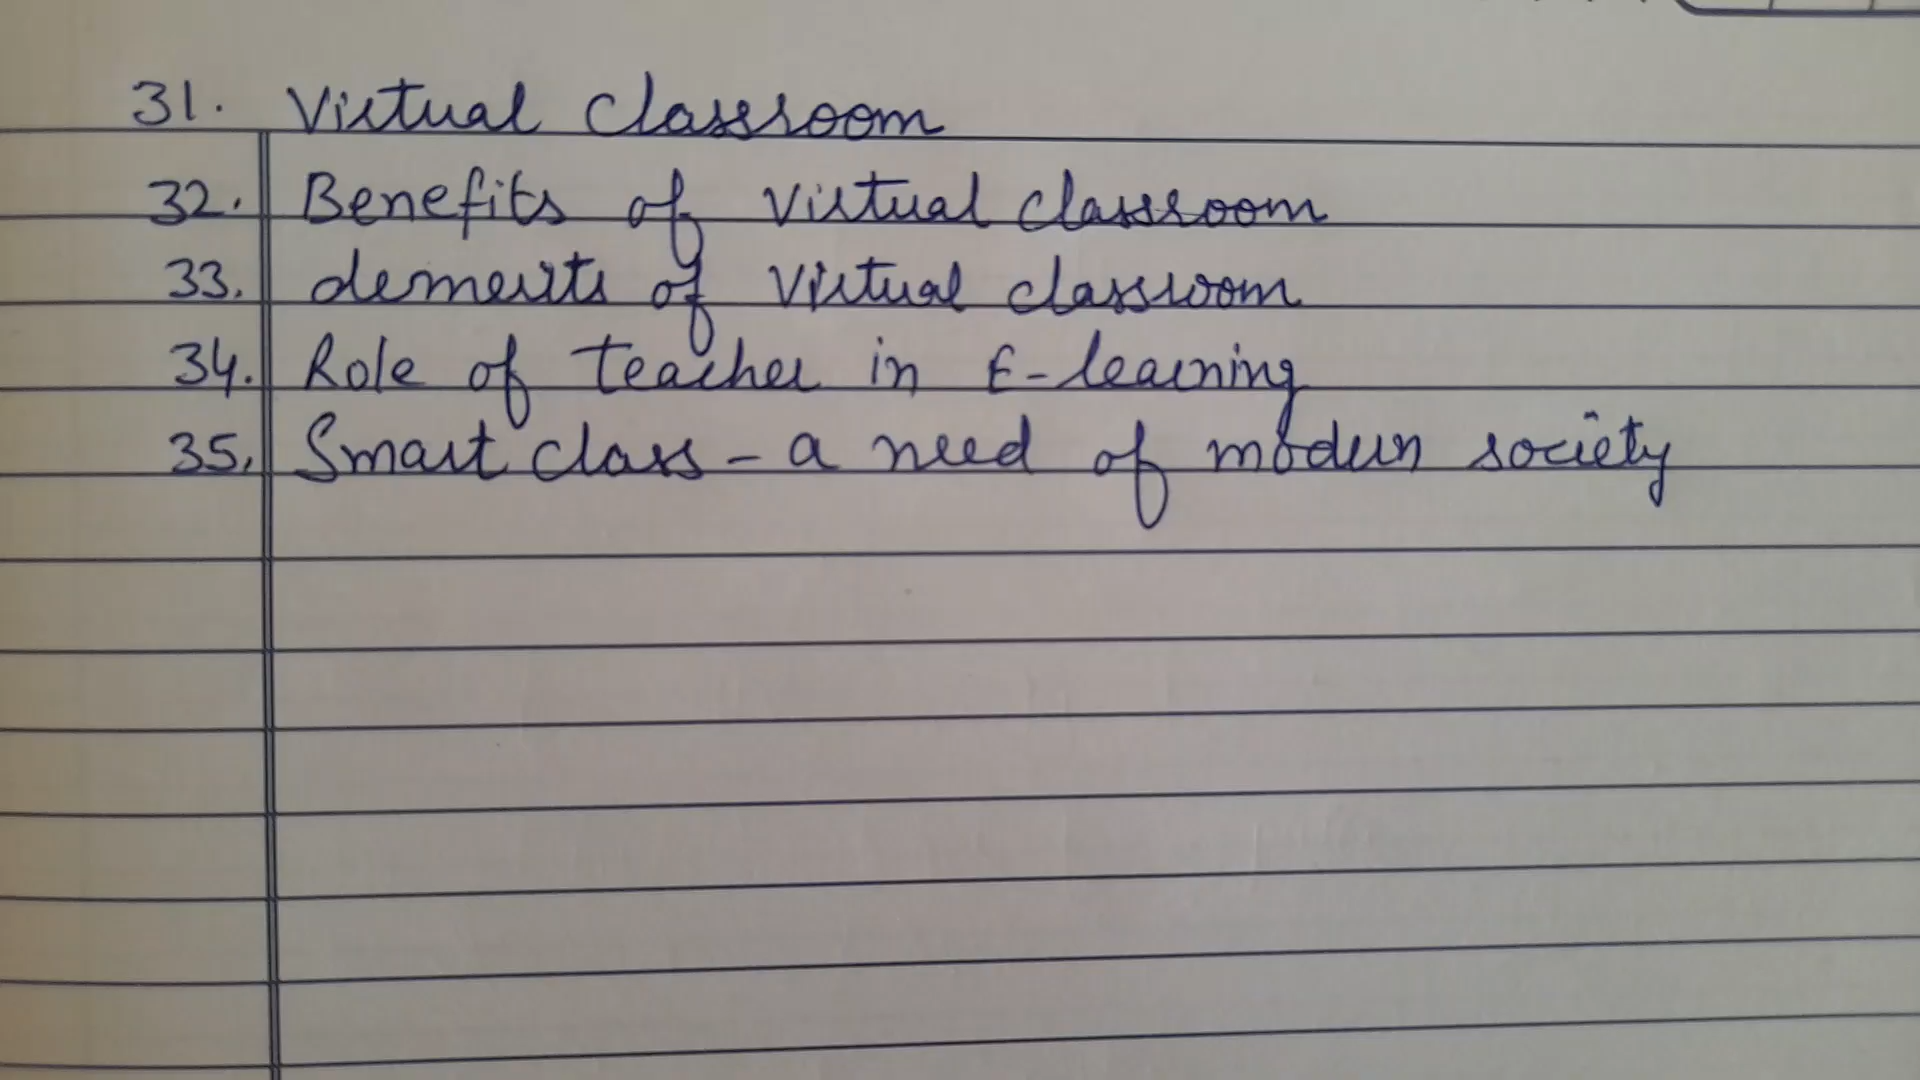 31. Virtual Classroom
32. Benefits of virtual classroom
33. demerits of virtual classroom
34. Role of teacher in E-learning
35. Smart class - a need of modern society